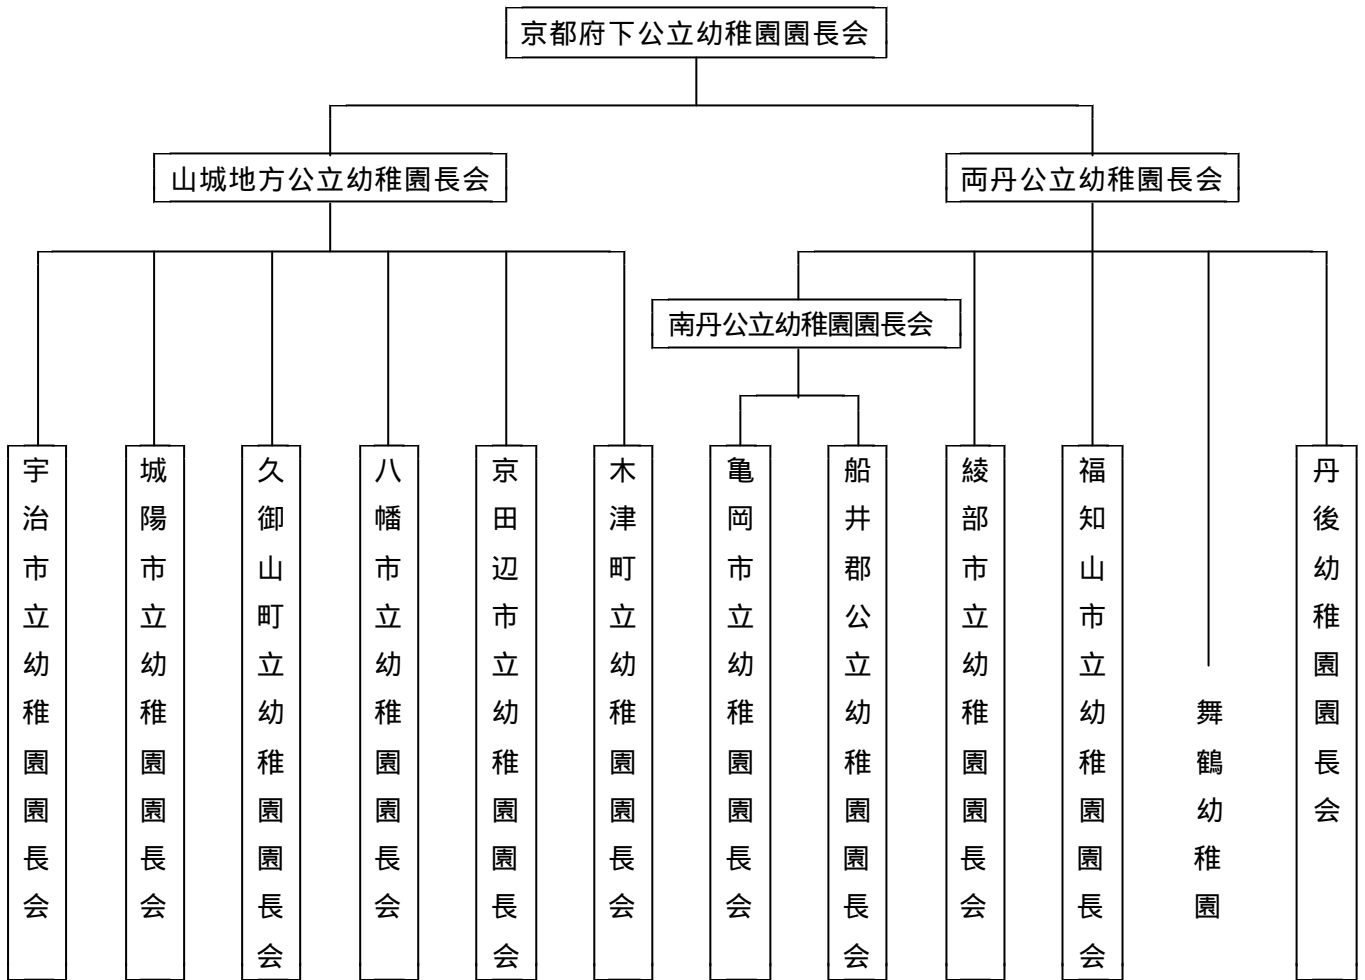 京都府下公立幼稚園園長会
山城地方公立幼稚園長会
両丹公立幼稚園長会
南丹公立幼稚園園長会
宇治市立幼稚園園長会
城陽市立幼稚園園長会
久御山町立幼稚園園長会
八幡市立幼稚園園長会
京田辺市立幼稚園園長会
木津町立幼稚園園長会
亀岡市立幼稚園園長会
船井郡公立幼稚園園長会
綾部市立幼稚園園長会
福知山市立幼稚園園長会
舞鶴幼稚園
丹後幼稚園園長会